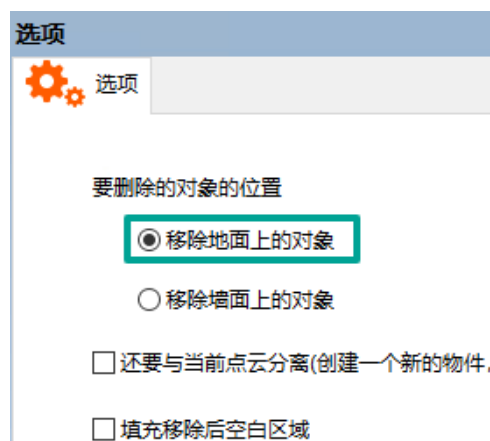 选项
选项
要删除的对象的位置
移除地面上的对象
移除墙面上的对象
还要与当前点云分离(创建一个新的物件
填充移除后空白区域